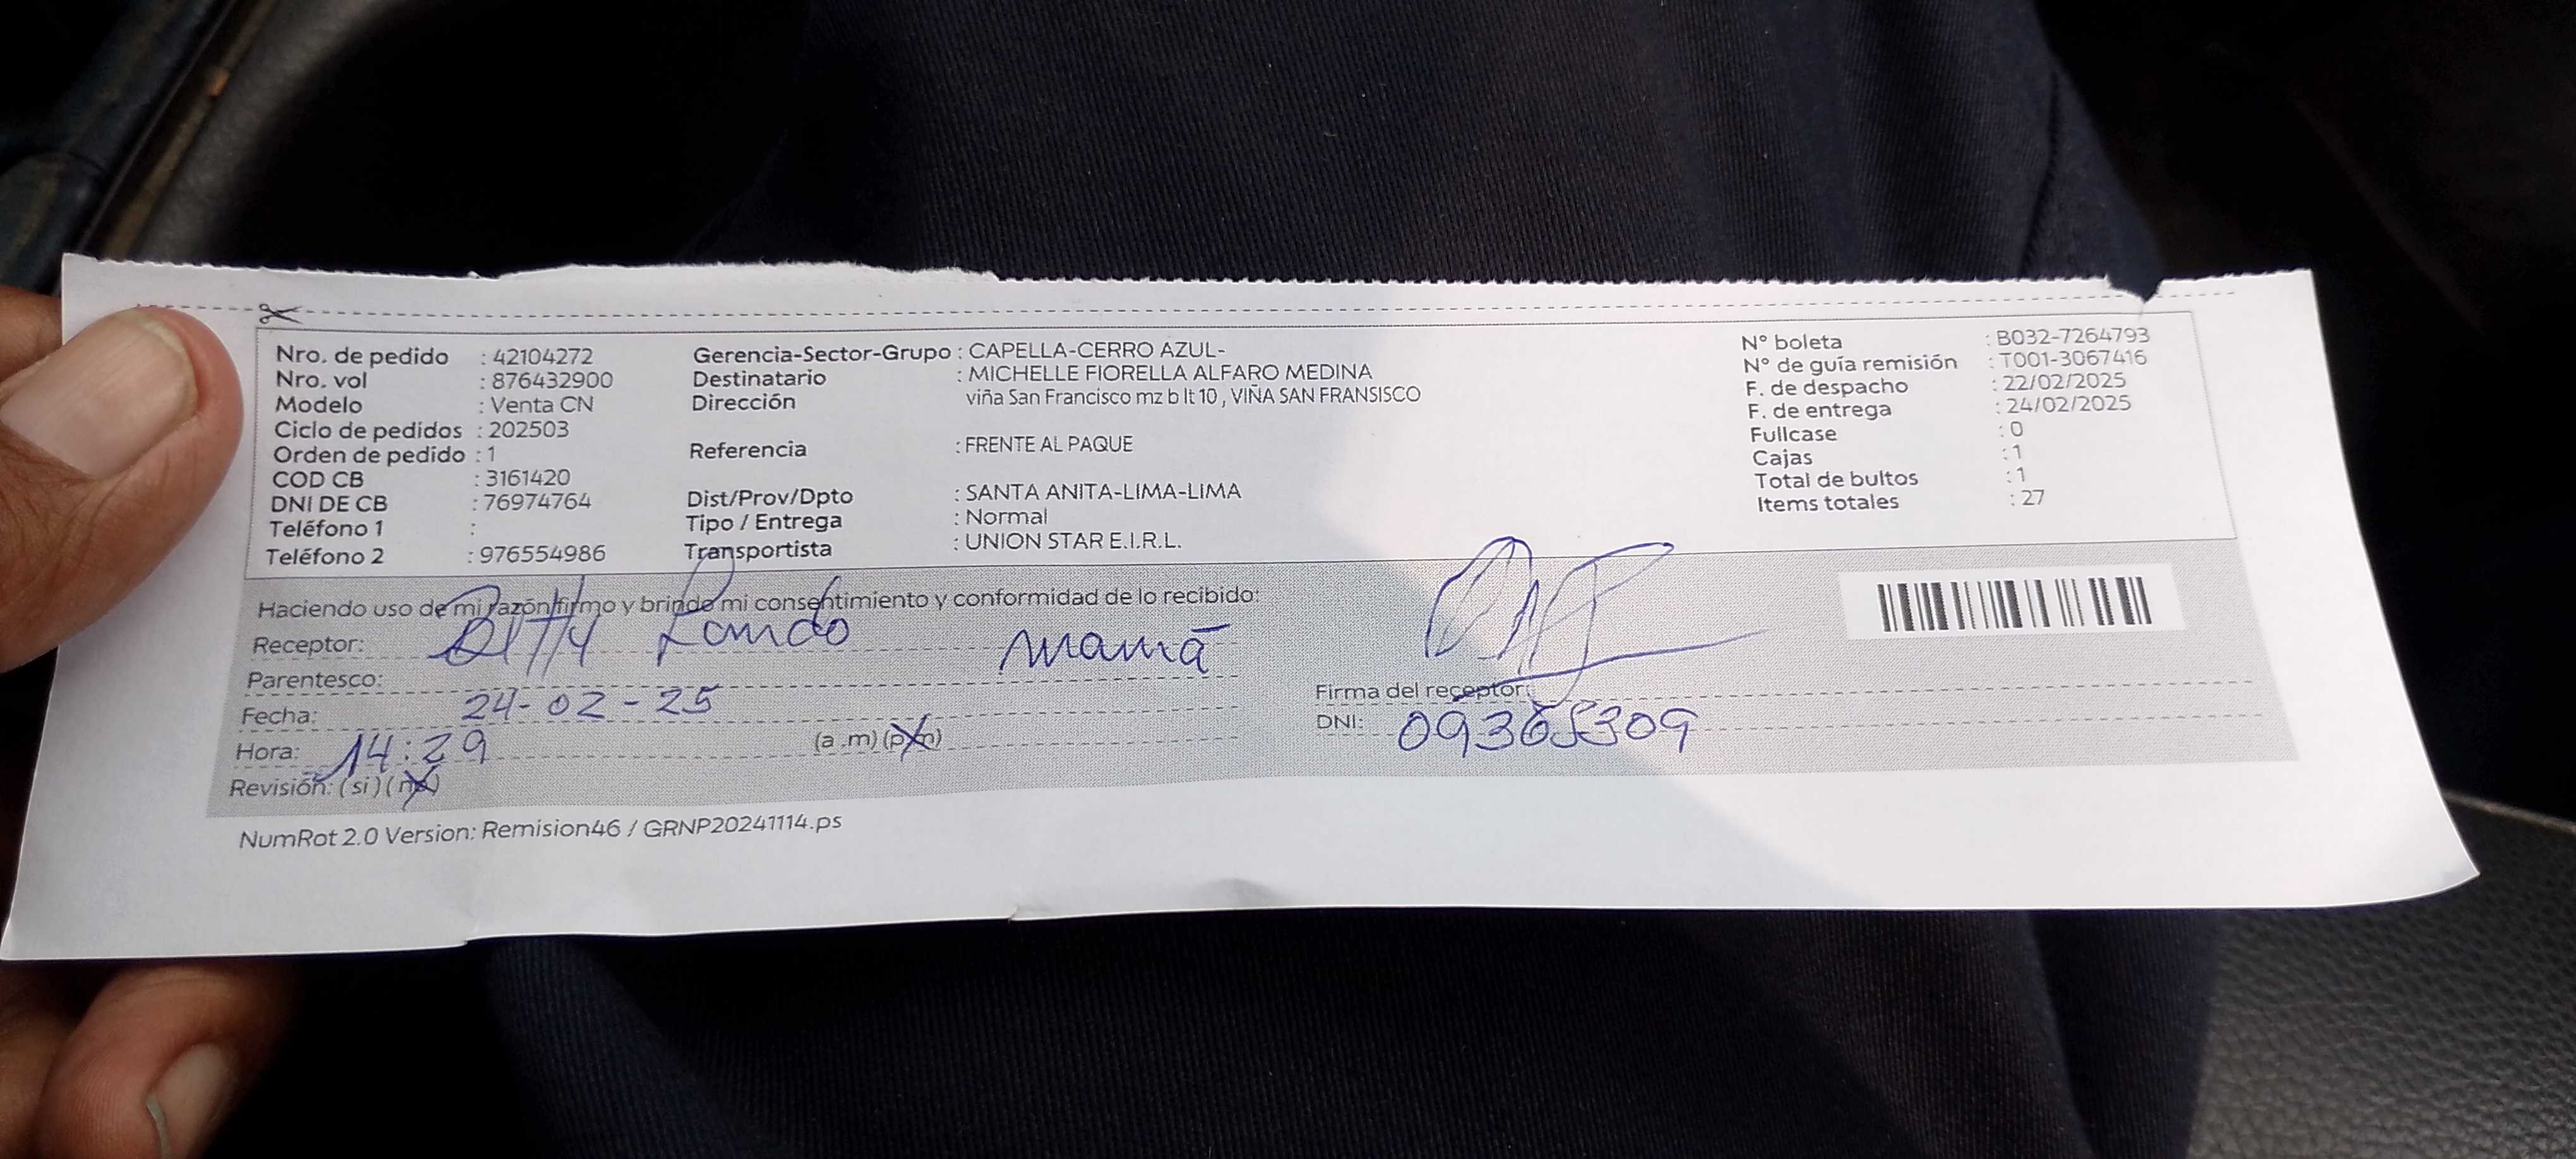 Nro. de pedido : 42104272
Nro. vol : 876432900
Modelo : Venta CN
Ciclo de pedidos : 202503
Orden de pedido : 1
COD CB : 3161420
DNI DE CB : 76974764
Teléfono 1 :
Teléfono 2 : 976554986
Gerencia-Sector-Grupo : CAPELLA-CERRO AZUL-
Destinatario : MICHELLE FIORELLA ALFARO MEDINA
Dirección viña San Francisco mz b lt 10 , VIÑA SAN FRANSISCO
Referencia : FRENTE AL PAQUE
Dist/Prov/Dpto : SANTA ANITA-LIMA-LIMA
Tipo / Entrega : Normal
Transportista : UNION STAR E.I.R.L.
N° boleta : B032-7264793
N° de guía remisión : T001-3067416
F. de despacho : 22/02/2025
F. de entrega : 24/02/2025
Fullcase : 0
Cajas : 1
Total de bultos : 1
Items totales : 27
Haciendo uso de mi razón firmo y brindo mi consentimiento y conformidad de lo recibido:
Receptor: Lando mamá
Parentesco:
Fecha: 24-02-25
Hora: 14:29 (a.m) (p.m)
Revisión: (si) (no)
Firma del receptor:
DNI: 09365309
NumRot 2.0 Version: Remision46 / GRNP20241114.ps